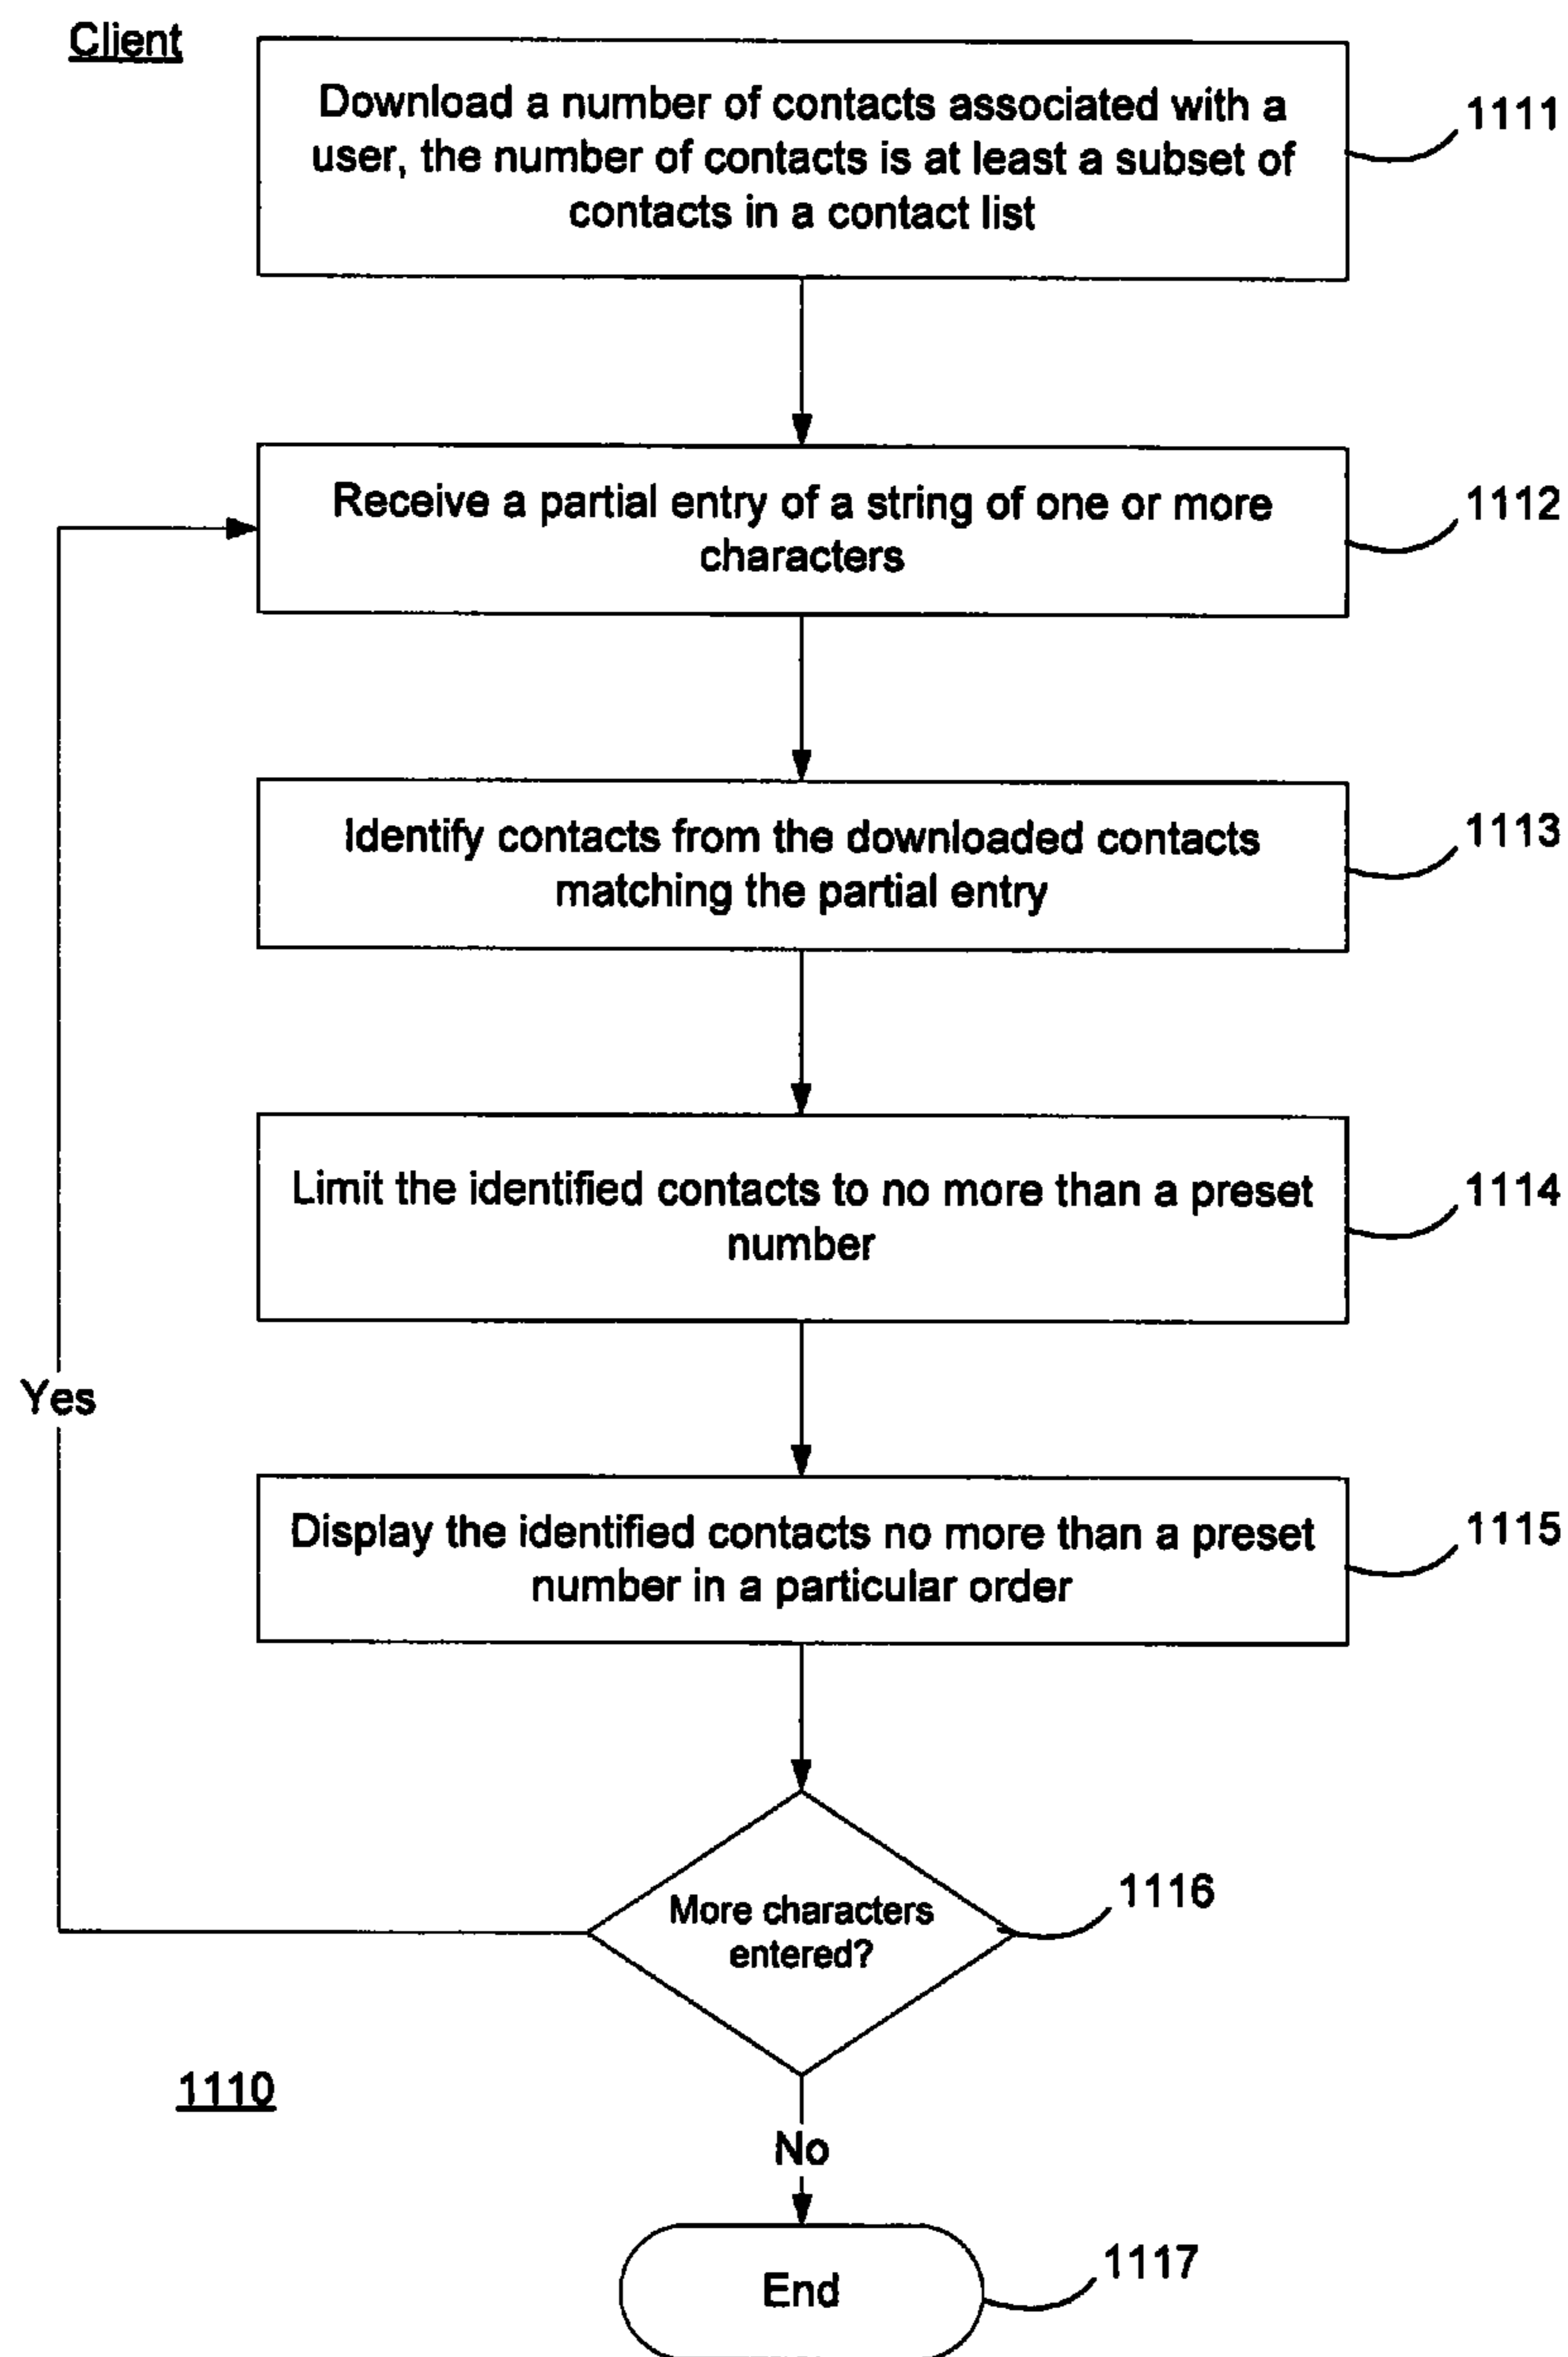 Client
Download a number of contacts associated with a
user, the number of contacts is at least a subset of
contacts in a contact list
1111
Receive a partial entry of a string of one or more
characters
1112
Identify contacts from the downloaded contacts
matching the partial entry
1113
Limit the identified contacts to no more than a preset
number
1114
Yes
Display the identified contacts no more than a preset
number in a particular order
1115
More characters
entered?
1116
1110
No
End
1117